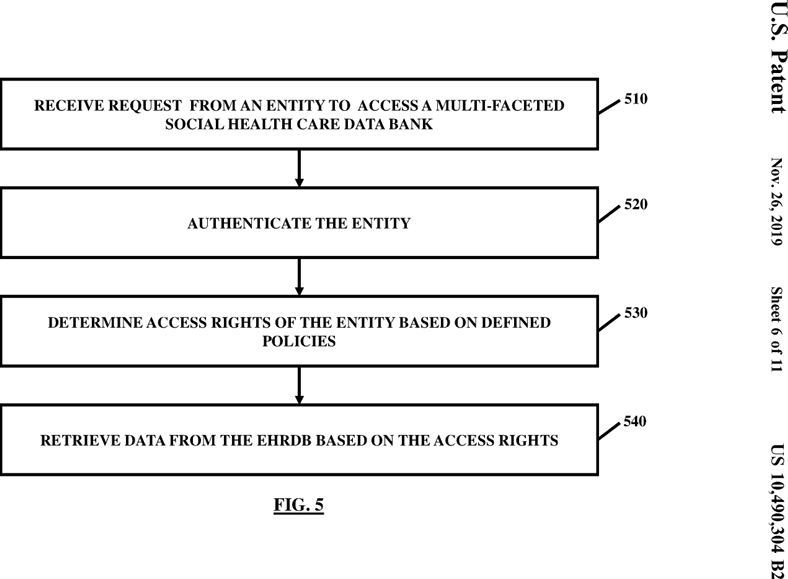 U.S. Patent
Nov. 26, 2019
Sheet 6 of 11
US 10,490,304 B2
RECEIVE REQUEST FROM AN ENTITY TO ACCESS A MULTI-FACETED
SOCIAL HEALTH CARE DATA BANK
510
AUTHENTICATE THE ENTITY
520
DETERMINE ACCESS RIGHTS OF THE ENTITY BASED ON DEFINED
POLICIES
530
RETRIEVE DATA FROM THE EHRDB BASED ON THE ACCESS RIGHTS
540
FIG. 5